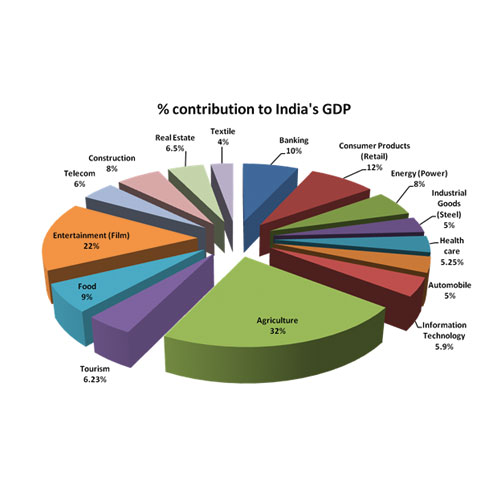 % contribution to India's GDP
Banking
10%
Consumer Products
(Retail)
12%
Energy (Power)
8%
Industrial
Goods
(Steel)
5%
Health
care
5.25%
Automobile
5%
Information
Technology
5.9%
Agriculture
32%
Tourism
6.23%
Food
9%
Entertainment (Film)
22%
Telecom
6%
Construction
8%
Real Estate
6.5%
Textile
4%